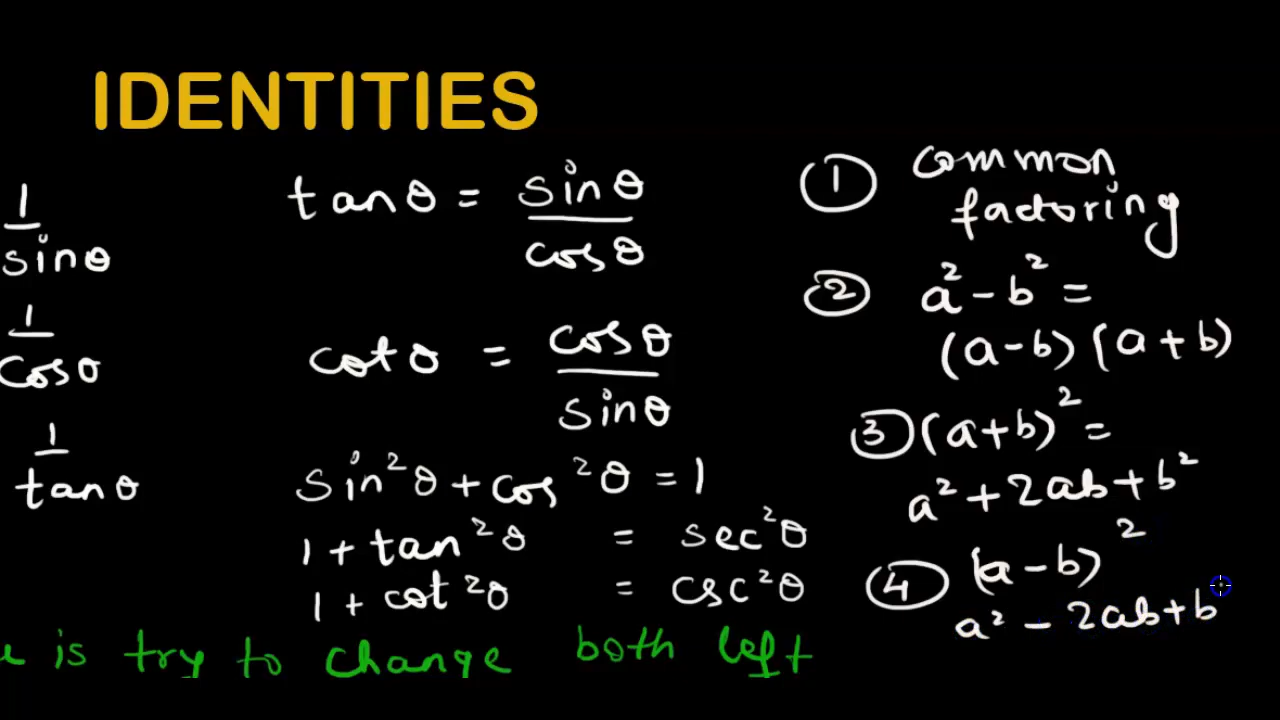 IDENTITIES
1
sinθ
1
cosθ
1
tanθ
tanθ = sinθ
cosθ
cotθ = cosθ
sinθ
sin²θ + cos²θ = 1
1 + tan²θ = sec²θ
1 + cot²θ = csc²θ
is try to change both left
① common
factoring
② a² - b² =
(a-b) (a+b)
③ (a+b)² =
a² + 2ab + b²
④ (a-b)²
a² - 2ab + b